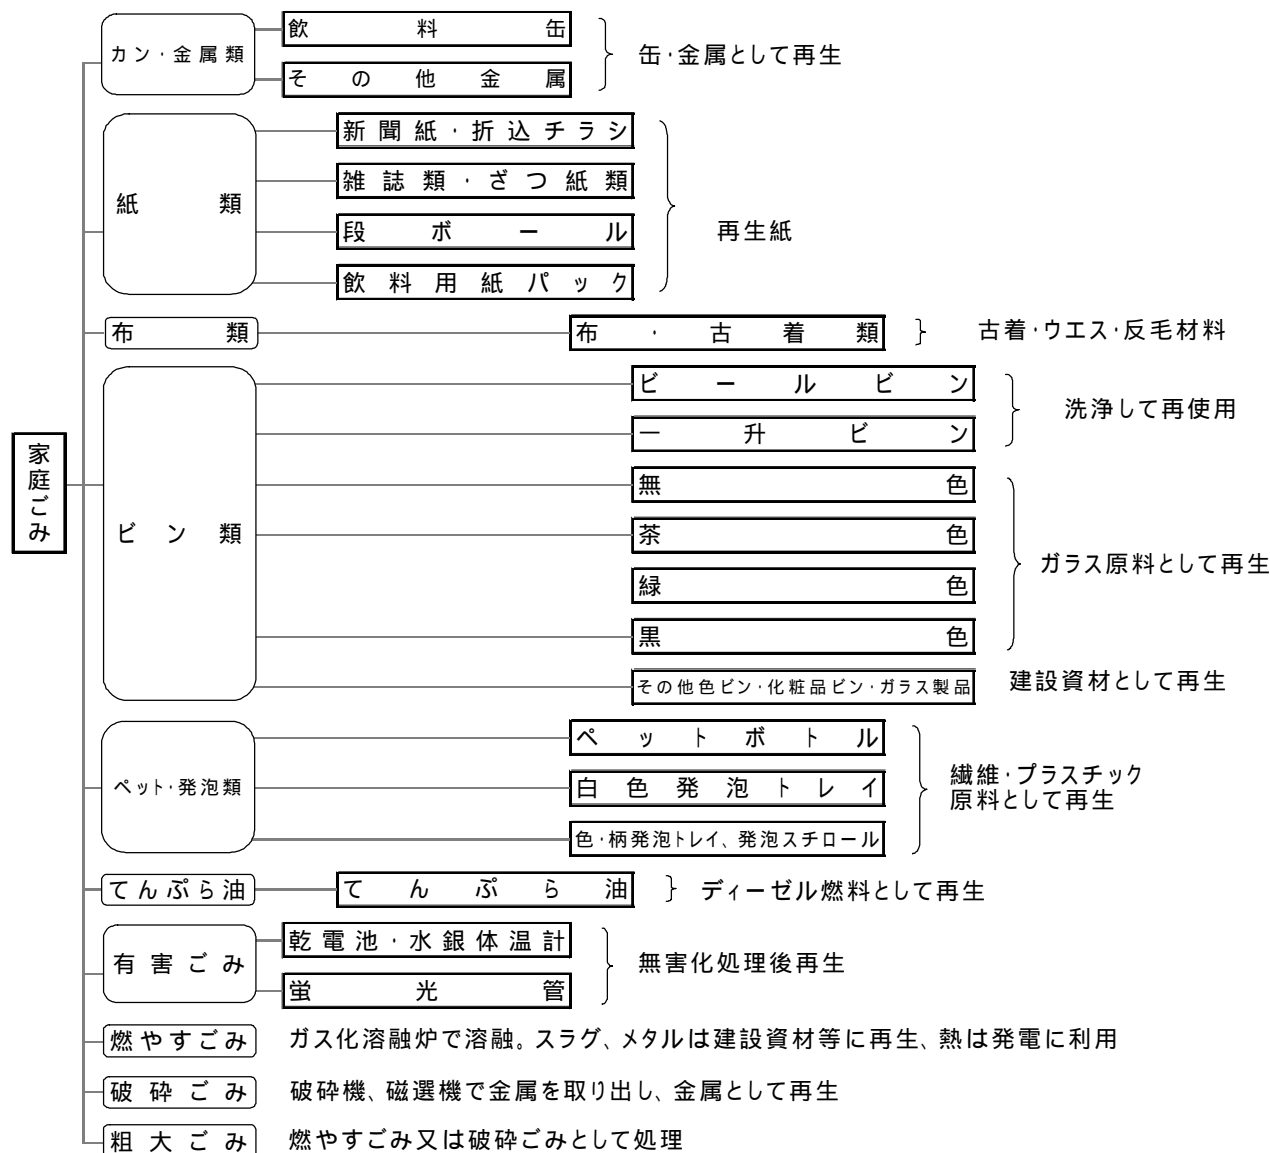 家庭ごみ
カン・金属類
飲料缶
その他金属
缶・金属として再生
紙類
新聞紙・折込チラシ
雑誌類・ざつ紙類
段ボール
飲料用紙パック
再生紙
布類
布・古着類
古着・ウエス・反毛材料
ビン類
ビールビン
一升ビン
洗浄して再使用
無色
茶色
緑色
黒色
ガラス原料として再生
その他色ビン・化粧品ビン・ガラス製品
建設資材として再生
ペット・発泡類
ペットボトル
白色発泡トレイ
色・柄発泡トレイ、発泡スチロール
繊維・プラスチック
原料として再生
てんぷら油
てんぷら油
ディーゼル燃料として再生
有害ごみ
乾電池・水銀体温計
蛍光管
無害化処理後再生
燃やすごみ
ガス化溶融炉で溶融。スラグ、メタルは建設資材等に再生、熱は発電に利用
破砕ごみ
破砕機、磁選機で金属を取り出し、金属として再生
粗大ごみ
燃やすごみ又は破砕ごみとして処理